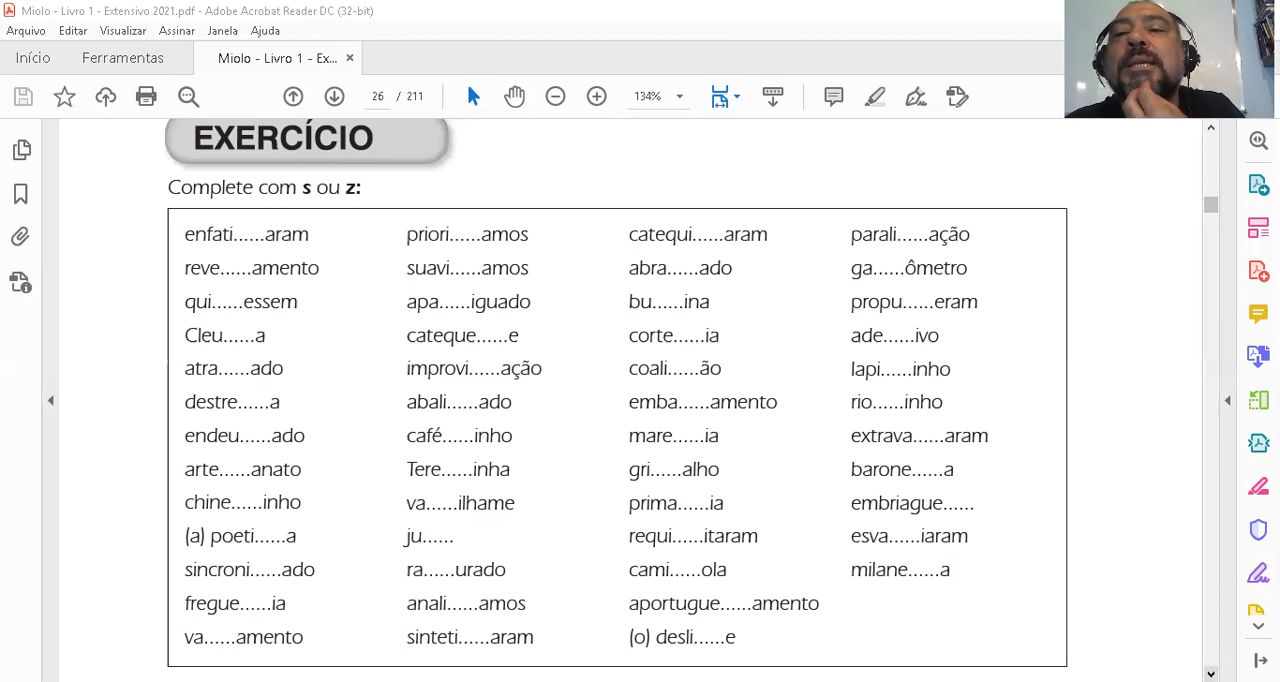 Miolo - Livro 1 - Extensivo 2021.pdf - Adobe Acrobat Reader DC (32-bit)
Arquivo Editar Visualizar Assinar Janela Ajuda
Início Ferramentas Miolo - Livro 1 - Ex... ×
26 / 211 134%
EXERCÍCIO
Complete com s ou z:
enfati......aram priori......amos catequi......aram parali......ação
reve......amento suavi......amos abra......ado ga......ômetro
qui......essem apa......iguado bu......ina propu......eram
Cleu......a cateque......e corte......ia ade......ivo
atra......ado improvi......ação coali......ão lapi......inho
destre......a abali......ado emba......amento rio......inho
endeu......ado café......inho mare......ia extrava......aram
arte......anato Tere......inha gri......alho barone......a
chine......inho va......ilhame prima......ia embriague......
(a) poeti......a ju...... requi......itaram esva......iaram
sincroni......ado ra......urado cami......ola milane......a
fregue......ia anali......amos aportugue......amento
va......amento sinteti......aram (o) desli......e